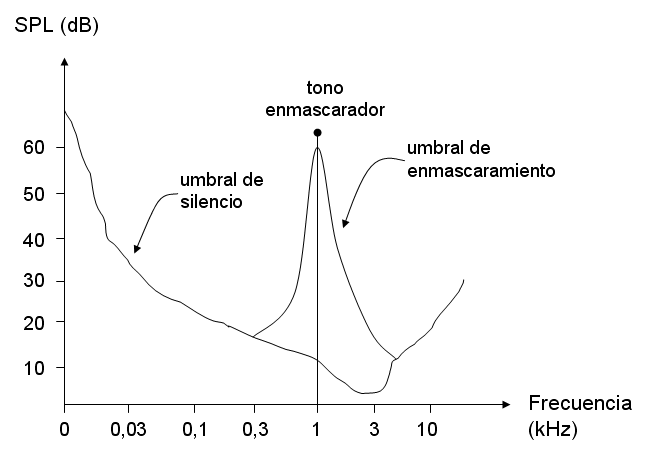 SPL (dB)
tono
enmascarador
umbral de
enmascaramiento
umbral de
silencio
60
50
40
30
20
10
0 0,03 0,1 0,3 1 3 10
Frecuencia
(kHz)